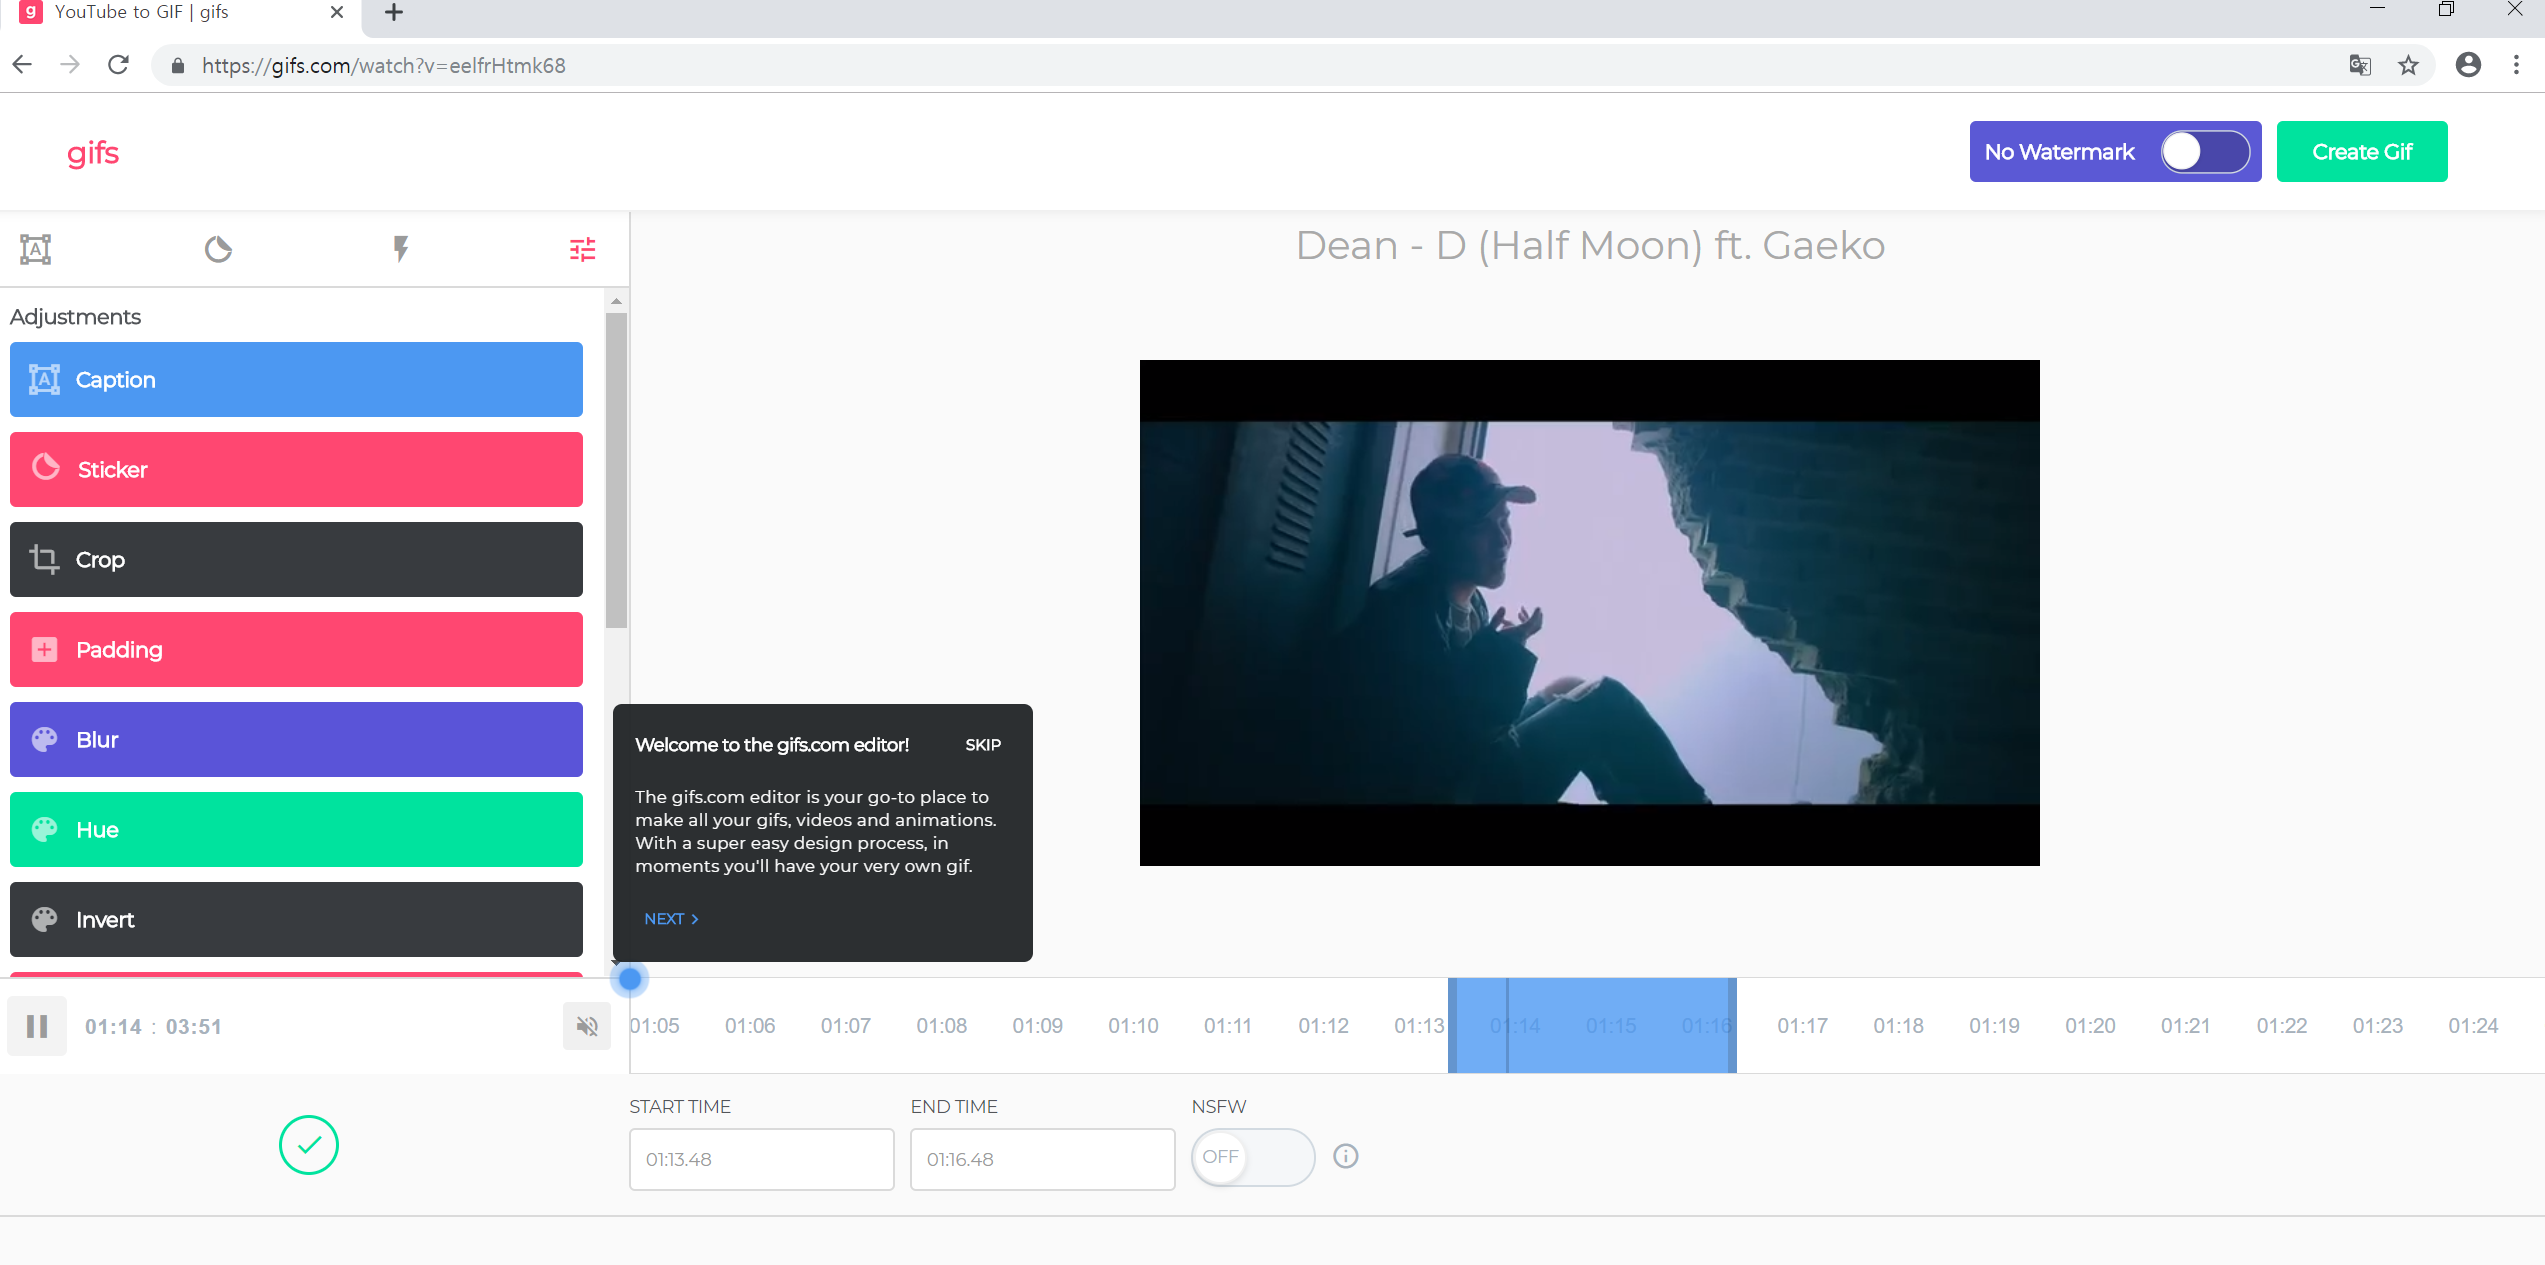 g YouTube to GIF | gifs
https://gifs.com/watch?v=eelfrHtmk68
gifs
No Watermark
Create Gif
Dean - D (Half Moon) ft. Gaeko
Adjustments
Caption
Sticker
Crop
Padding
Blur
Hue
Invert
Welcome to the gifs.com editor!
SKIP
The gifs.com editor is your go-to place to
make all your gifs, videos and animations.
With a super easy design process, in
moments you'll have your very own gif.
NEXT >
01:14 : 03:51
01:05 01:06 01:07 01:08 01:09 01:10 01:11 01:12 01:13 01:14 01:15 01:16 01:17 01:18 01:19 01:20 01:21 01:22 01:23 01:24
START TIME
END TIME
NSFW
01:13.48
01:16.48
OFF